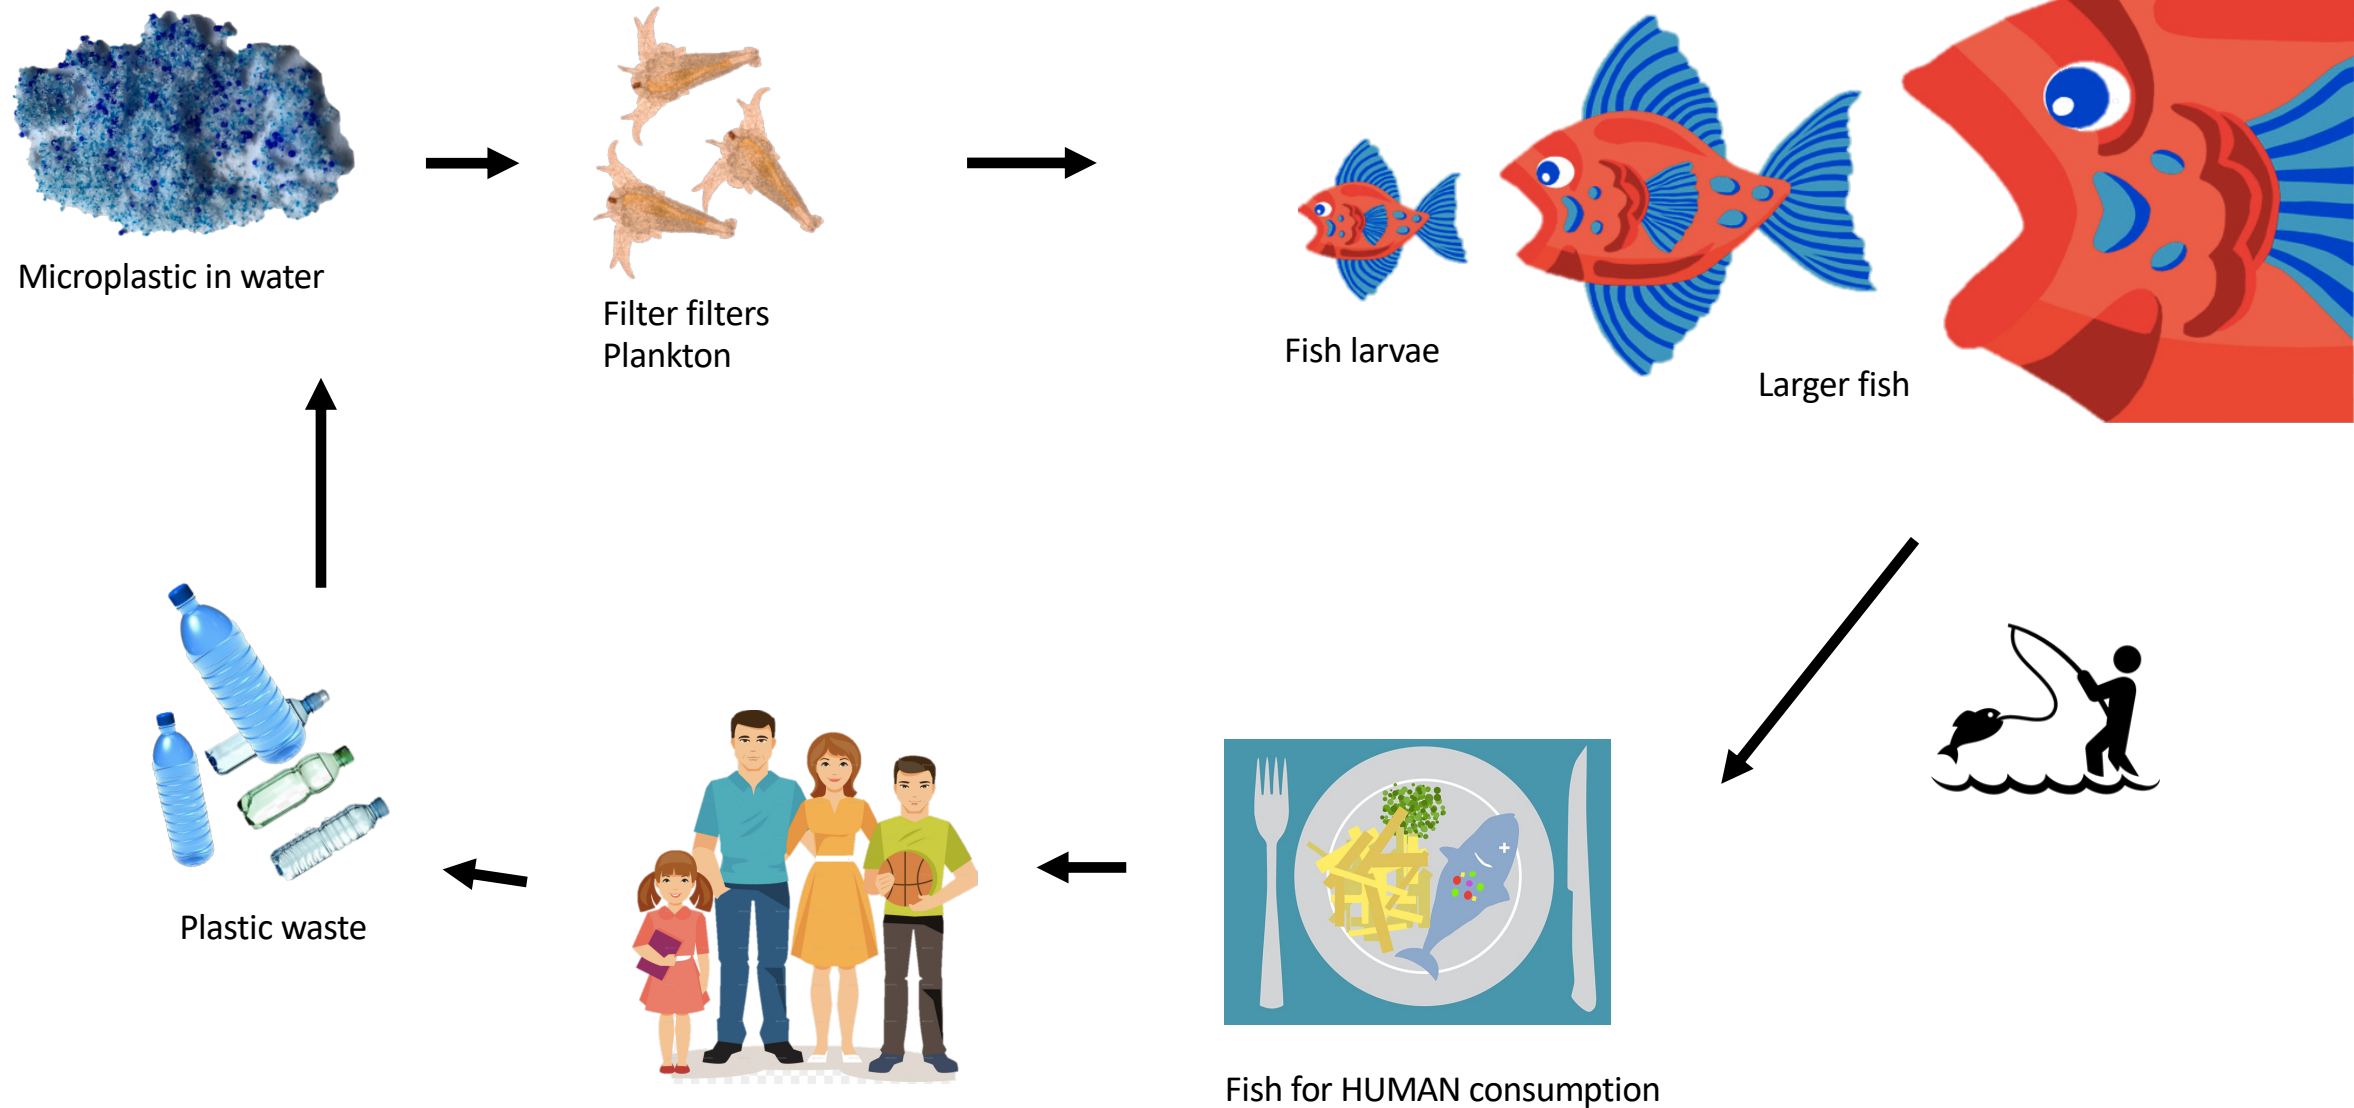 Microplastic in water
Filter filters
Plankton
Fish larvae
Larger fish
Plastic waste
Fish for HUMAN consumption